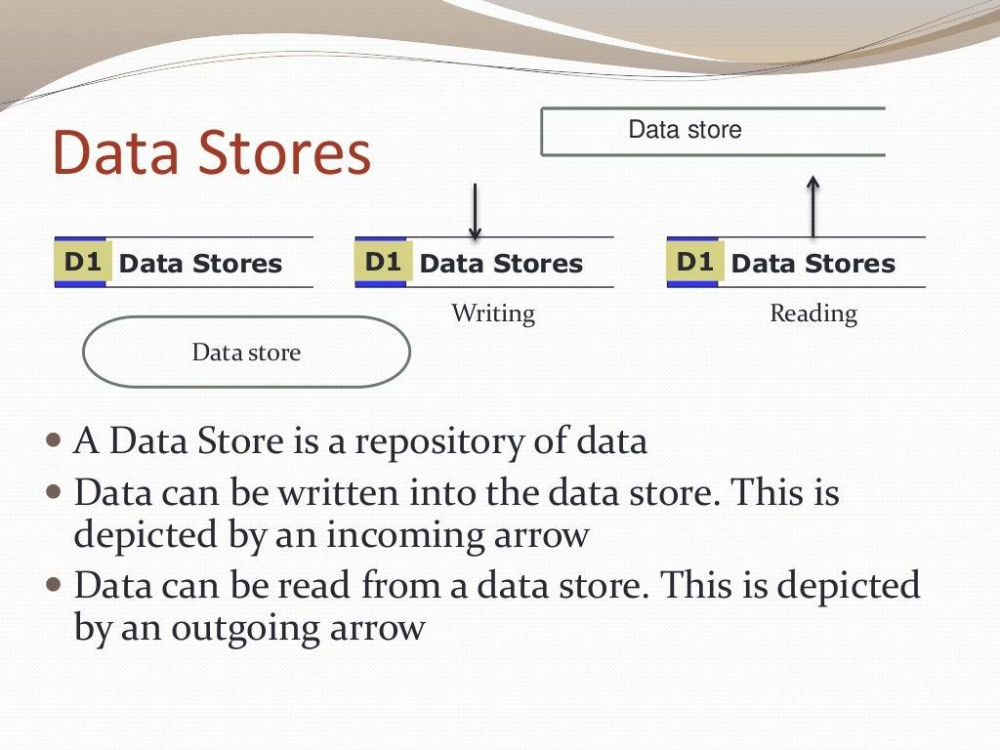 Data store
Data Stores
D1 Data Stores
D1 Data Stores
D1 Data Stores
Writing
Reading
Data store
A Data Store is a repository of data
Data can be written into the data store. This is
depicted by an incoming arrow
Data can be read from a data store. This is depicted
by an outgoing arrow